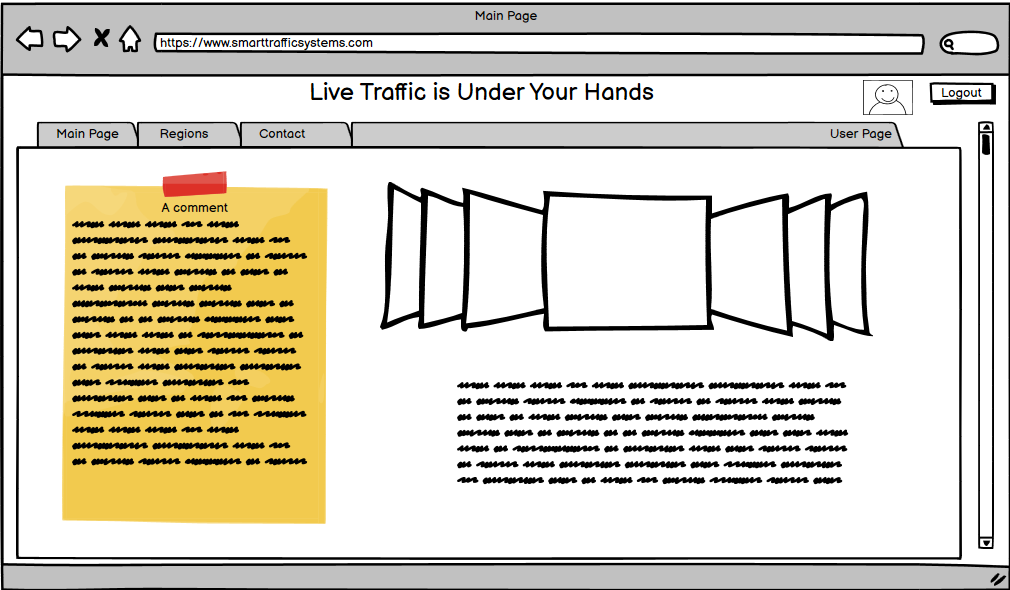 Main Page
https://www.smarttrafficsystems.com
Live Traffic is Under Your Hands
Logout
Main Page
Regions
Contact
User Page
A comment